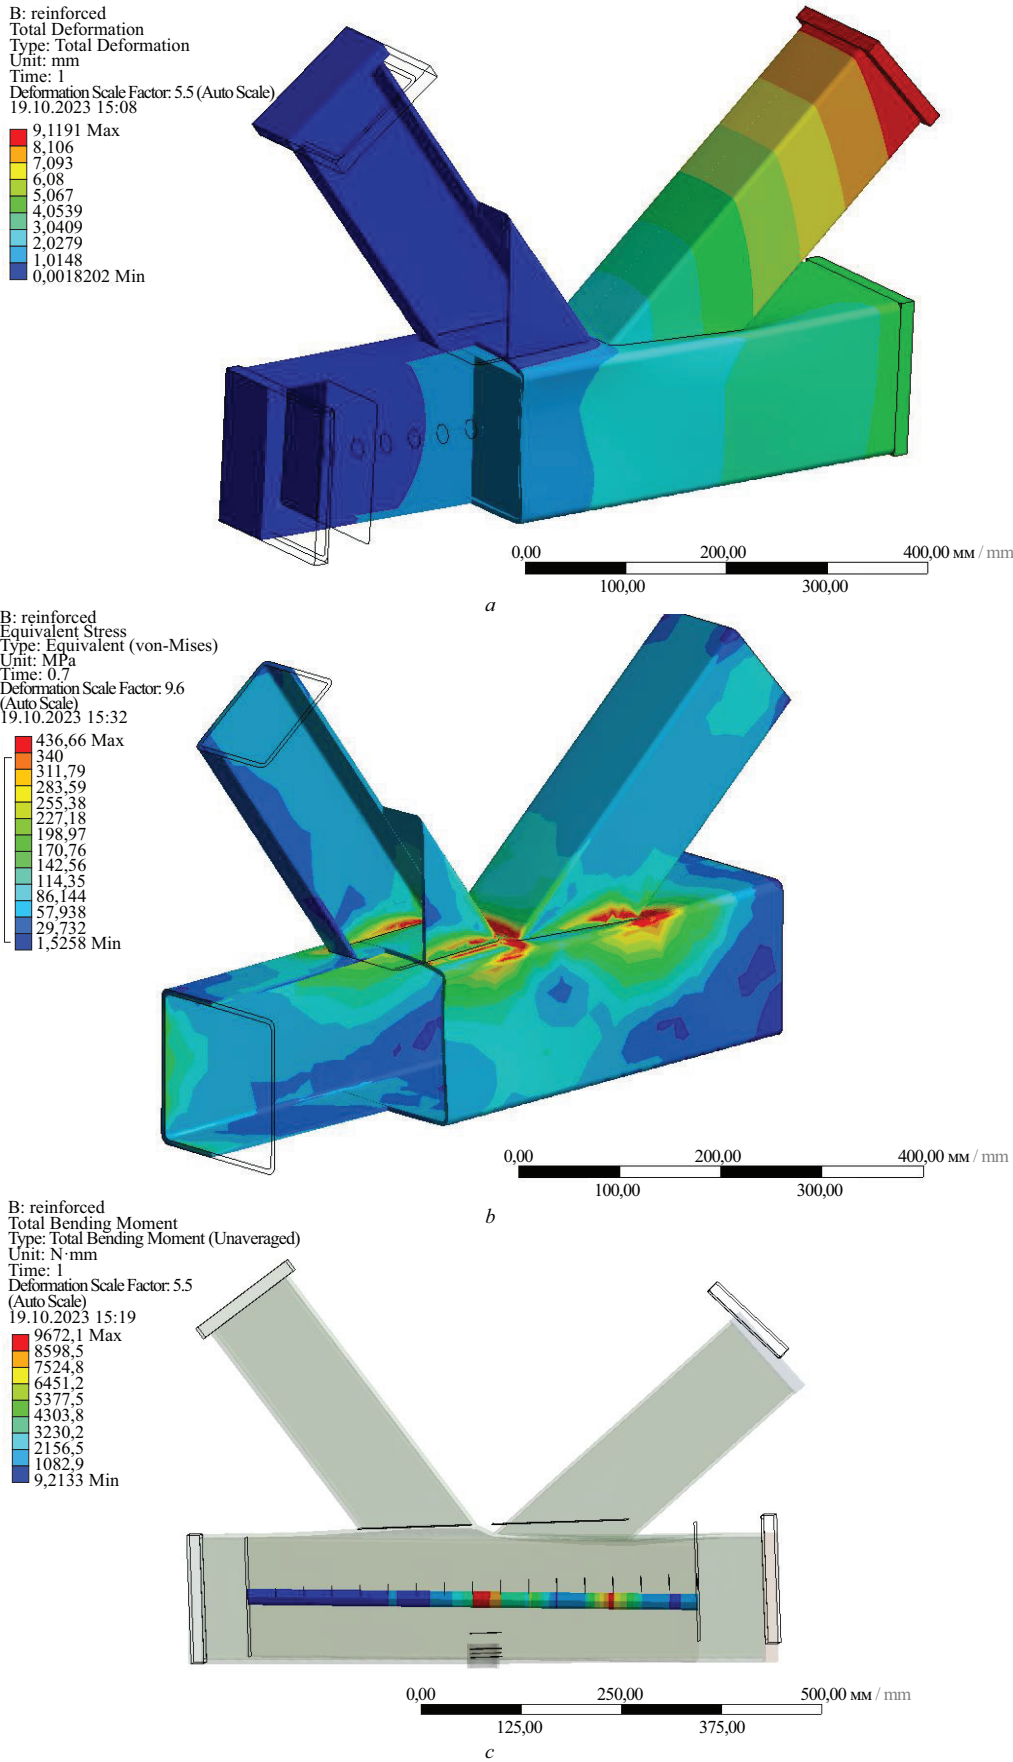 B: reinforced
Total Deformation
Type: Total Deformation
Unit: mm
Time: 1
Deformation Scale Factor: 5.5 (Auto Scale)
19.10.2023 15:08
9,1191 Max
8,106
7,093
6,08
5,067
4,0539
3,0409
2,0279
1,0148
0,0018202 Min
0,00 200,00 400,00 мм / mm
100,00 300,00
a
B: reinforced
Equivalent Stress
Type: Equivalent (von-Mises)
Unit: MPa
Time: 0.7
Deformation Scale Factor: 9.6
(Auto Scale)
19.10.2023 15:32
436,66 Max
340
311,79
283,59
255,38
227,18
198,97
170,76
142,56
114,35
86,144
57,938
29,732
1,5258 Min
0,00 200,00 400,00 мм / mm
100,00 300,00
b
B: reinforced
Total Bending Moment
Type: Total Bending Moment (Unaveraged)
Unit: N·mm
Time: 1
Deformation Scale Factor: 5.5
(Auto Scale)
19.10.2023 15:19
9672,1 Max
8598,5
7524,8
6451,2
5377,5
4303,8
3230,2
2156,5
1082,9
9,2133 Min
0,00 250,00 500,00 мм / mm
125,00 375,00
c